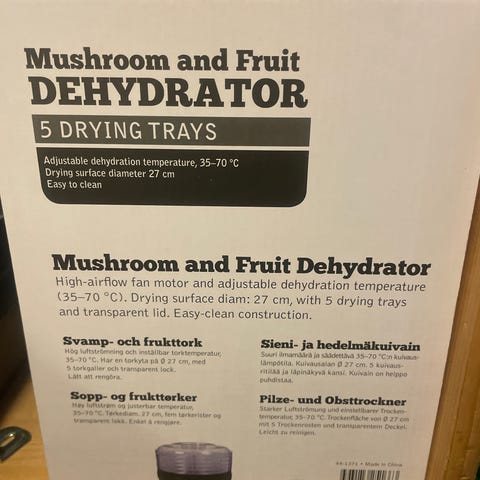 Mushroom and Fruit
DEHYDRATOR
5 DRYING TRAYS
Adjustable dehydration temperature, 35–70 °C
Drying surface diameter 27 cm
Easy to clean
Mushroom and Fruit Dehydrator
High-airflow fan motor and adjustable dehydration temperature
(35–70 °C). Drying surface diam: 27 cm, with 5 drying trays
and transparent lid. Easy-clean construction.
Svamp- och frukttork
Hög luftströmning och inställbar torktemperatur,
35–70 °C. Har en torkyta på Ø 27 cm, med
5 torkgaller och transparent lock.
Lätt att rengöra.
Sieni- ja hedelmäkuivain
Suuri ilmamäärä ja säädettävä 35–70 °C:n kuivaus-
lämpötila. Kuivausalan Ø 27 cm. 5 kuivaus-
ritilää ja läpinäkyvä kansi. Kuivain on helppo
puhdistaa.
Sopp- og frukttørker
Høy luftstrøm og justerbar temperatur,
35–70 °C. Tørkediam. 27 cm, fem tørkerister og
transparent lokk. Enkel å rengjøre.
Pilze- und Obsttrockner
Starker Luftströmung und einstellbarer Trocken-
temperatur, 35–70 °C. Trockenfläche von Ø 27 cm
mit 5 Trockenrosten und transparentem Deckel.
Leicht zu reinigen.
44-1371 • Made in China